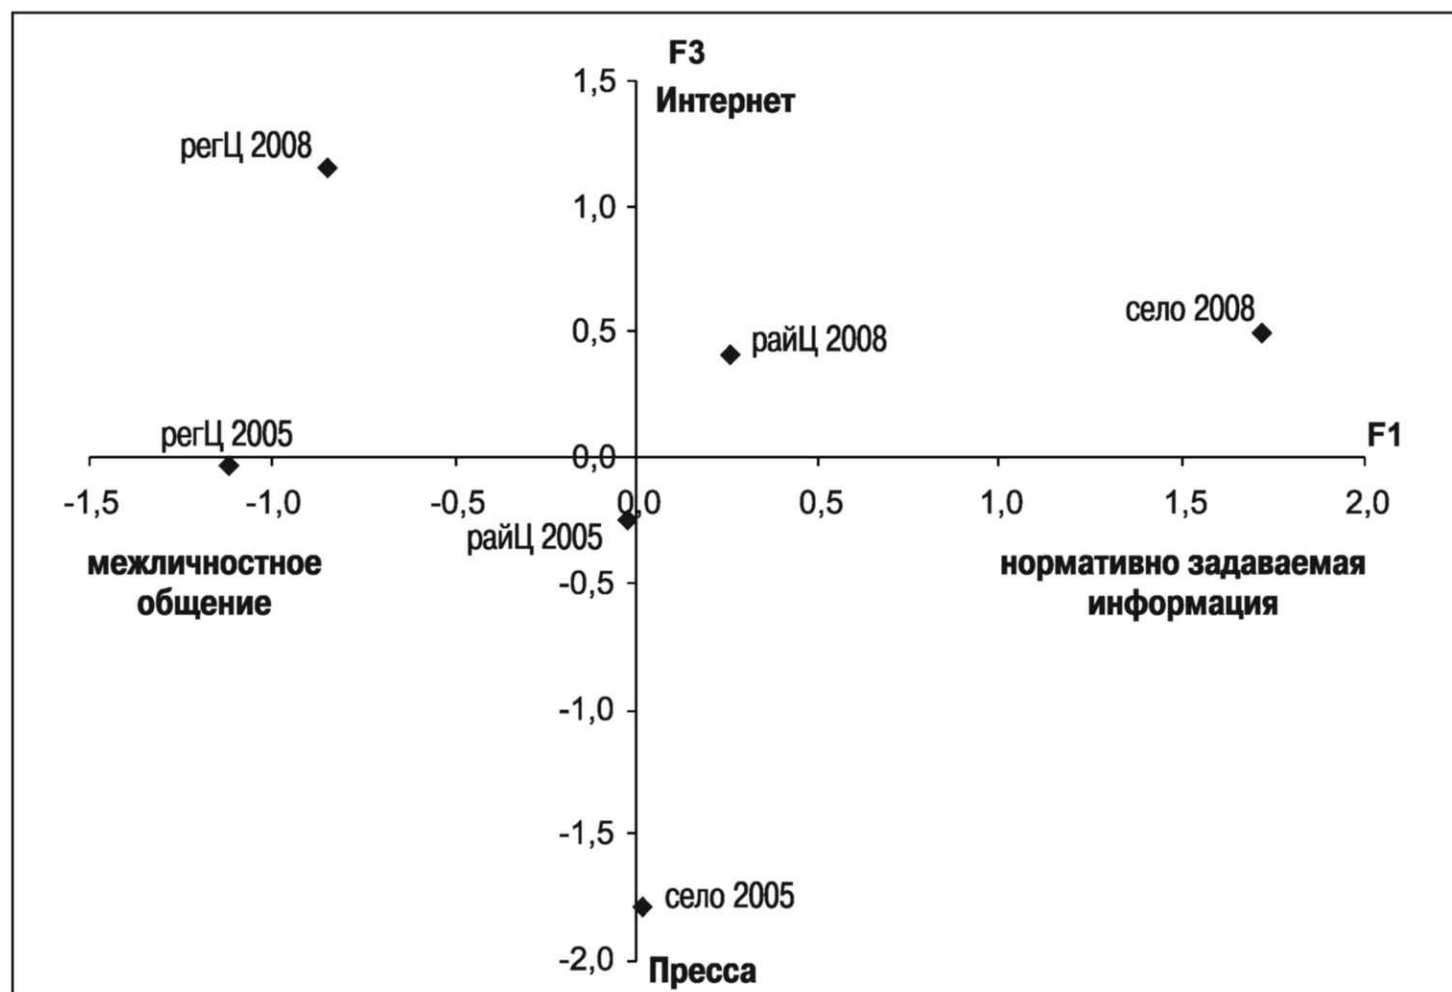 F3
1,5
Интернет
регЦ 2008
1,0
село 2008
0,5
райЦ 2008
регЦ 2005
F1
0,0
-1,5 -1,0 -0,5 0,0 0,5 1,0 1,5 2,0
райЦ 2005
межличностное
общение
нормативно задаваемая
информация
-0,5
-1,0
-1,5
село 2005
-2,0
Пресса